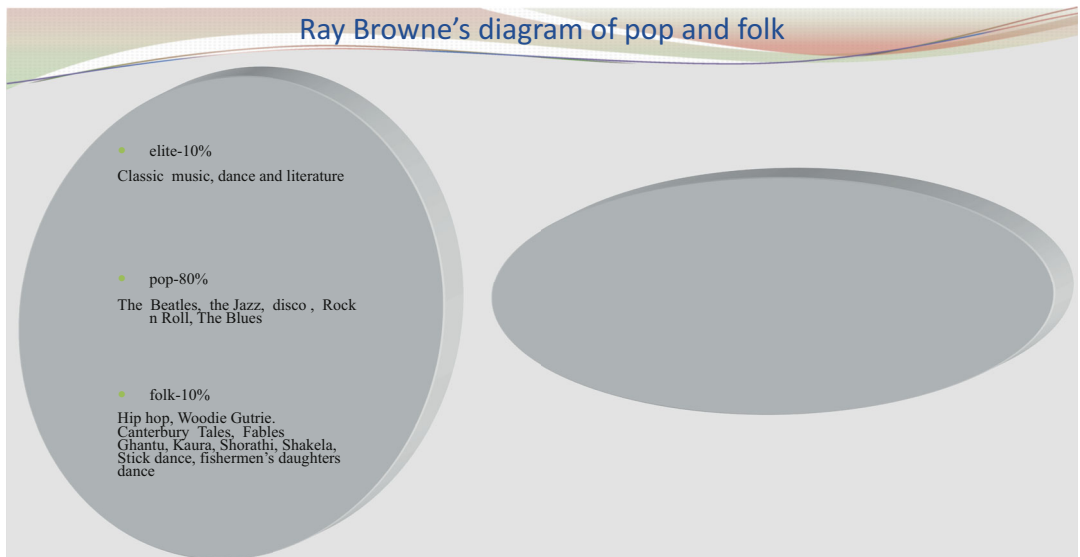 Ray Browne’s diagram of pop and folk
• elite-10%
Classic music, dance and literature
• pop-80%
The Beatles, the Jazz, disco , Rock
n Roll, The Blues
• folk-10%
Hip hop, Woodie Gutrie.
Canterbury Tales, Fables
Ghantu, Kaura, Shorathi, Shakela,
Stick dance, fishermen’s daughters
dance